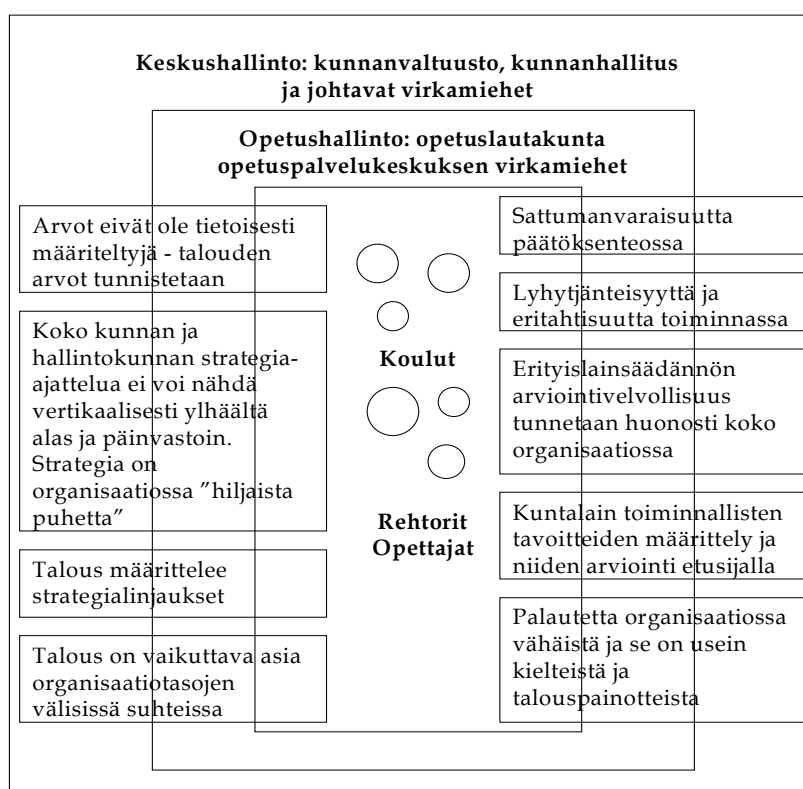 Keskushallinto: kunnanvaltuusto, kunnanhallitus
ja johtavat virkamiehet
Opetushallinto: opetuslautakunta
opetuspalvelukeskuksen virkamiehet
Arvot eivät ole tietoisesti
määriteltyjä - talouden
arvot tunnistetaan
Koko kunnan ja
hallintokunnan strategia-
ajattelua ei voi nähdä
vertikaalisesti ylhäältä
alas ja päinvastoin.
Strategia on
organisaatiossa ”hiljaista
puhetta”
Talous määrittelee
strategialinjaukset
Talous on vaikuttava asia
organisaatiotasojen
välisissä suhteissa
Koulut
Rehtorit
Opettajat
Sattumanvaraisuutta
päätöksenteossa
Lyhytjänteisyyttä ja
eritahtisuutta toiminnassa
Erityislainsäädännön
arviointivelvollisuus
tunnetaan huonosti koko
organisaatiossa
Kuntalain toiminnallisten
tavoitteiden määrittely ja
niiden arviointi etusijalla
Palautetta organisaatiossa
vähäistä ja se on usein
kielteistä ja
talouspainotteista